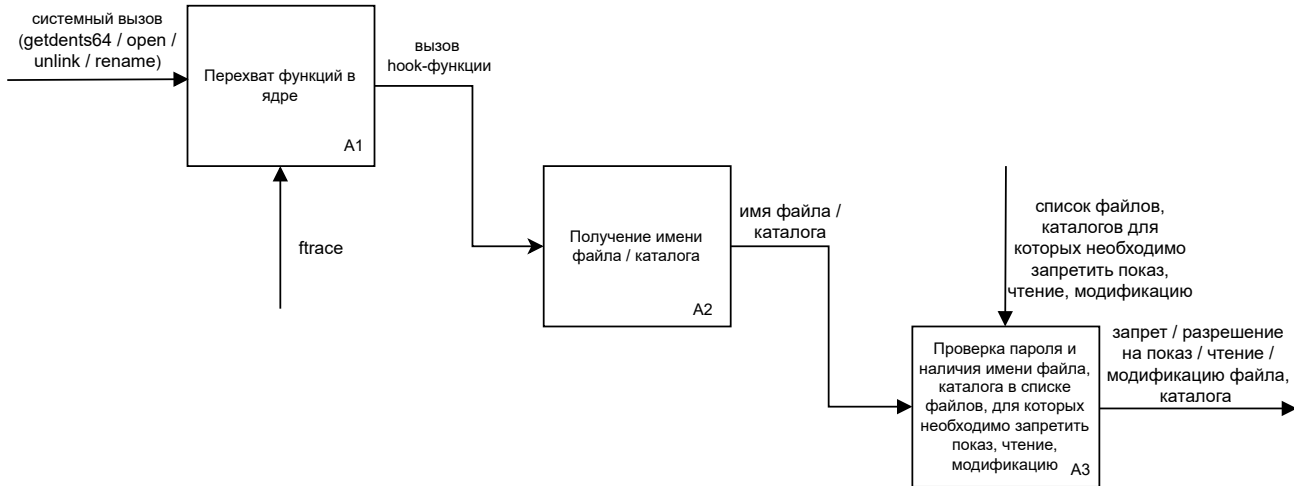 системный вызов
(getdents64 / open /
unlink / rename)
Перехват функций в
ядре
A1
вызов
hook-функции
ftrace
Получение имени
файла / каталога
A2
имя файла /
каталога
список файлов,
каталогов для
которых необходимо
запретить показ,
чтение, модификацию
Проверка пароля и
наличия имени файла,
каталога в списке
файлов, для которых
необходимо запретить
показ, чтение,
модификацию
A3
запрет / разрешение
на показ / чтение /
модификацию файла,
каталога